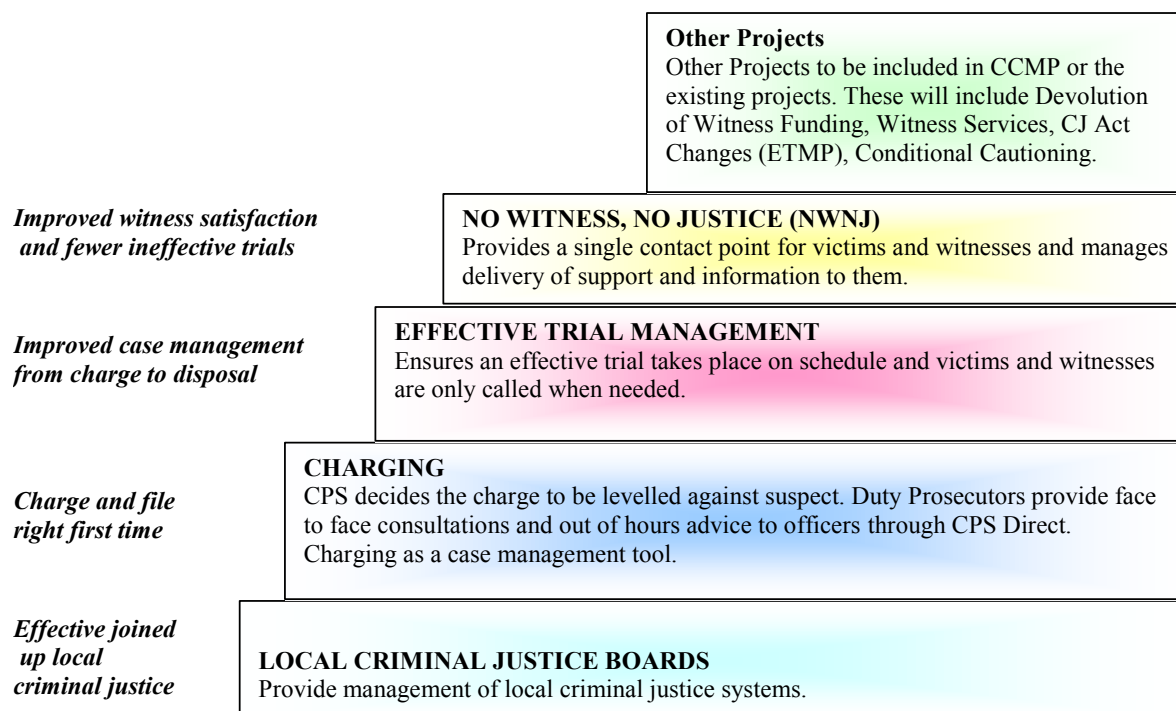 Other Projects
Other Projects to be included in CCMP or the
existing projects. These will include Devolution
of Witness Funding, Witness Services, CJ Act
Changes (ETMP), Conditional Cautioning.
Improved witness satisfaction
and fewer ineffective trials
NO WITNESS, NO JUSTICE (NWNJ)
Provides a single contact point for victims and witnesses and manages
delivery of support and information to them.
Improved case management
from charge to disposal
EFFECTIVE TRIAL MANAGEMENT
Ensures an effective trial takes place on schedule and victims and witnesses
are only called when needed.
Charge and file
right first time
CHARGING
CPS decides the charge to be levelled against suspect. Duty Prosecutors provide face
to face consultations and out of hours advice to officers through CPS Direct.
Charging as a case management tool.
Effective joined
up local
criminal justice
LOCAL CRIMINAL JUSTICE BOARDS
Provide management of local criminal justice systems.